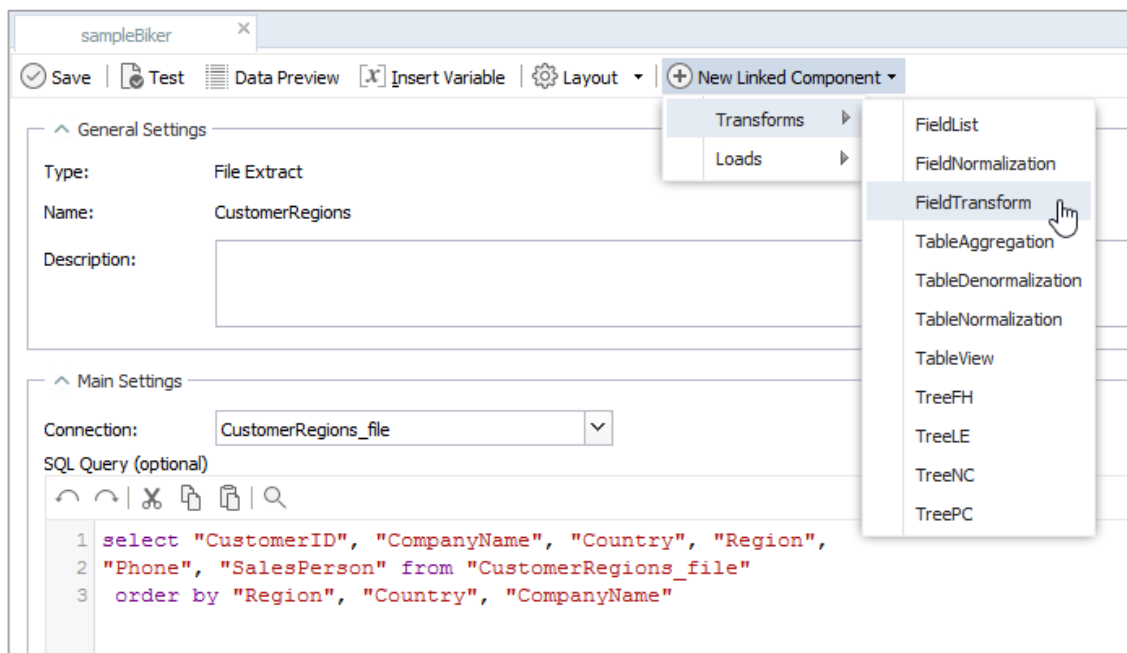 sampleBiker
Save Test Data Preview [x] Insert Variable Layout New Linked Component
Transforms
Loads
FieldList
FieldNormalization
FieldTransform
TableAggregation
TableDenormalization
TableNormalization
TableView
TreeFH
TreeLE
TreeNC
TreePC
General Settings
Type: File Extract
Name: CustomerRegions
Description:
Main Settings
Connection: CustomerRegions_file
SQL Query (optional)
1 select "CustomerID", "CompanyName", "Country", "Region",
2 "Phone", "SalesPerson" from "CustomerRegions_file"
3 order by "Region", "Country", "CompanyName"